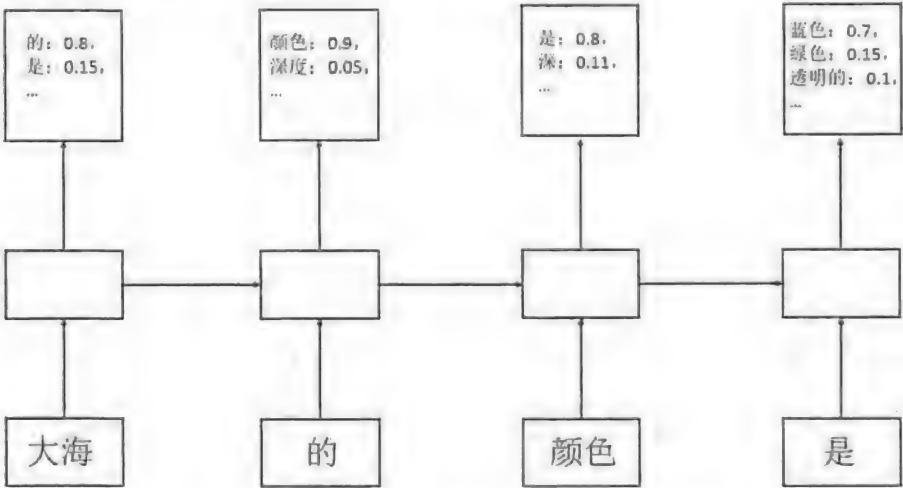 的：0.8，
是：0.15，
...
颜色：0.9，
深度：0.05，
...
是：0.8，
深：0.11，
...
蓝色：0.7，
绿色：0.15，
透明的：0.1，
...
大海
的
颜色
是